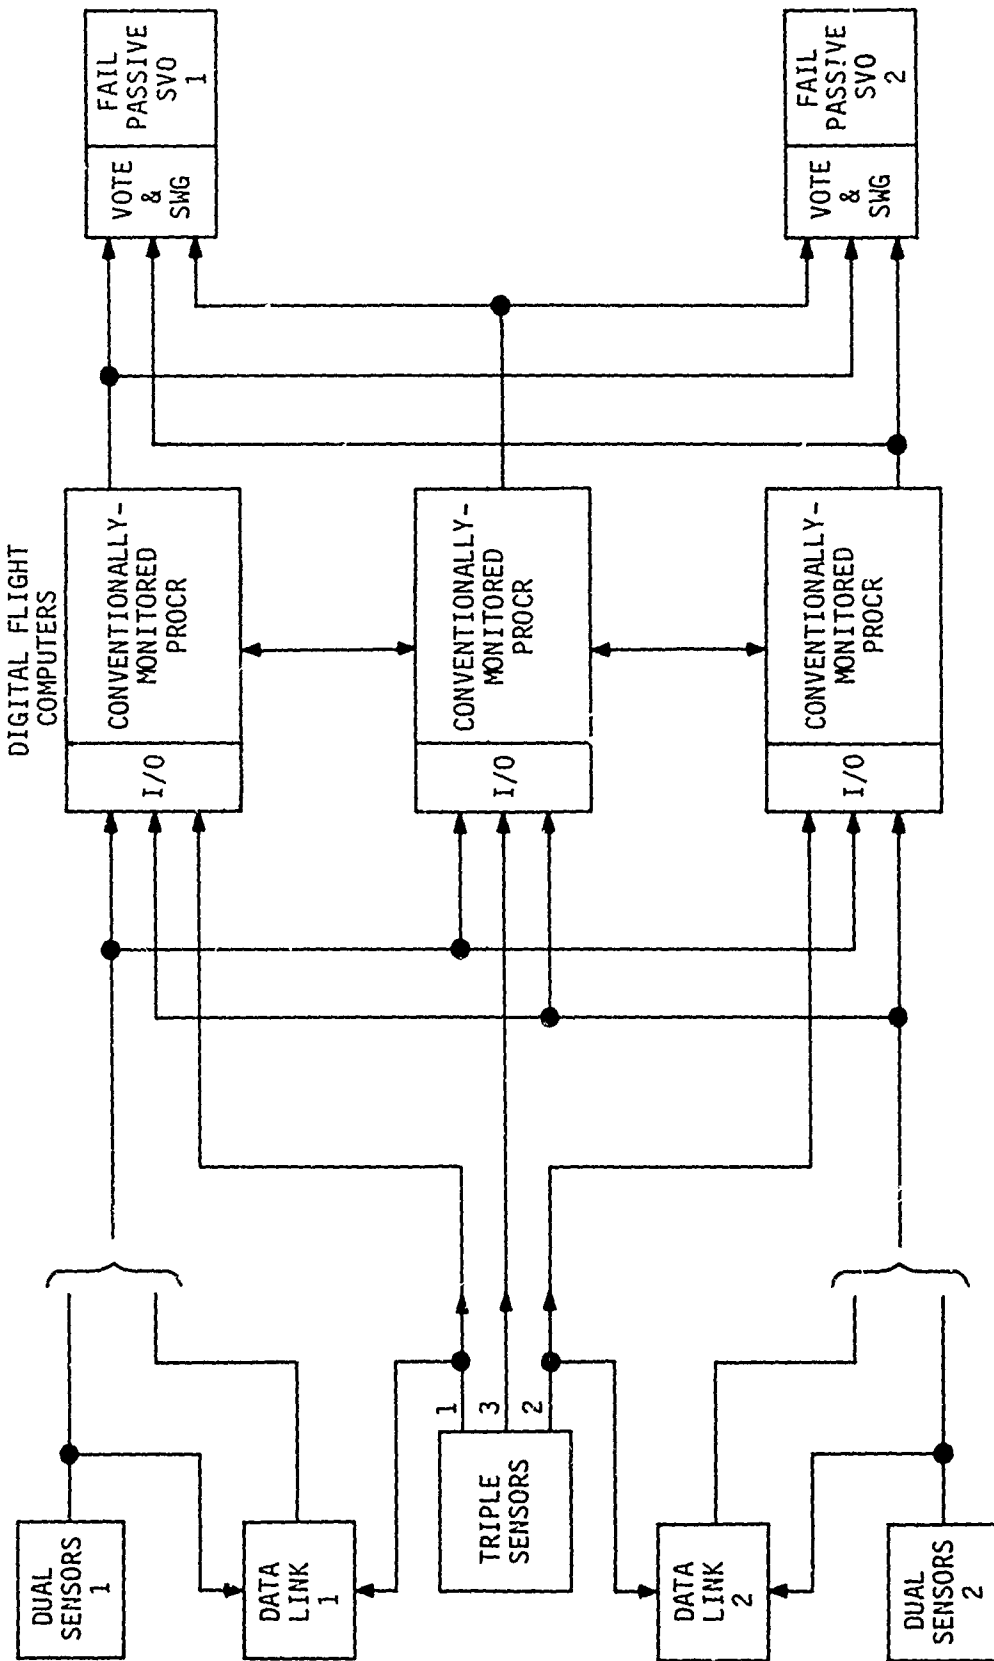 DIGITAL FLIGHT
COMPUTERS
DUAL
SENSORS
1
DATA
LINK
1
TRIPLE
SENSORS
1
3
2
DATA
LINK
2
DUAL
SENSORS
2
I/O
CONVENTIONALLY-
MONITORED
PROCR
I/O
CONVENTIONALLY-
MONITORED
PROCR
I/O
CONVENTIONALLY-
MONITORED
PROCR
VOTE
&
SWG
FAIL
PASSIVE
SVO
1
VOTE
&
SWG
FAIL
PASSIVE
SVO
2